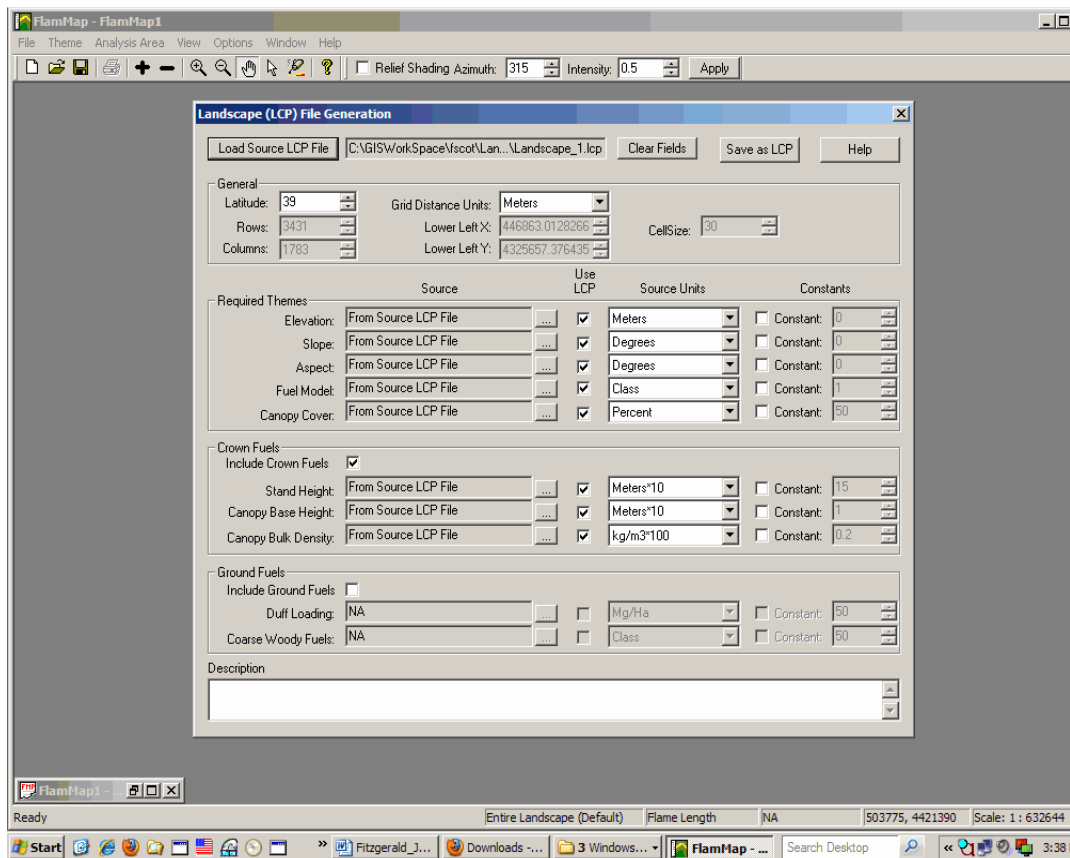 FlamMap - FlamMap1
File Theme Analysis Area View Options Window Help
Relief Shading Azimuth: 315 Intensity: 0.5 Apply
Landscape (LCP) File Generation
Load Source LCP File C:\GISWorkSpace\fscot\Lan...\Landscape_1.lcp Clear Fields Save as LCP Help
General
Latitude: 39 Grid Distance Units: Meters
Rows: 3431 Lower Left X: 446863.0128266 CellSize: 30
Columns: 1783 Lower Left Y: 4325657.376435
Use
Source LCP Source Units Constants
Required Themes
Elevation: From Source LCP File ... Meters Constant: 0
Slope: From Source LCP File ... Degrees Constant: 0
Aspect: From Source LCP File ... Degrees Constant: 0
Fuel Model: From Source LCP File ... Class Constant: 1
Canopy Cover: From Source LCP File ... Percent Constant: 50
Crown Fuels
Include Crown Fuels
Stand Height: From Source LCP File ... Meters*10 Constant: 15
Canopy Base Height: From Source LCP File ... Meters*10 Constant: 1
Canopy Bulk Density: From Source LCP File ... kg/m3*100 Constant: 0.2
Ground Fuels
Include Ground Fuels
Duff Loading: NA ... Mg/Ha Constant: 50
Coarse Woody Fuels: NA ... Class Constant: 50
Description
FMP FlamMap1 - ...
Ready Entire Landscape (Default) Flame Length NA 503775, 4421390 Scale: 1 : 632644
Start » Fitzgerald_J... Downloads -... 3 Windows... FlamMap - ... Search Desktop « 3:38